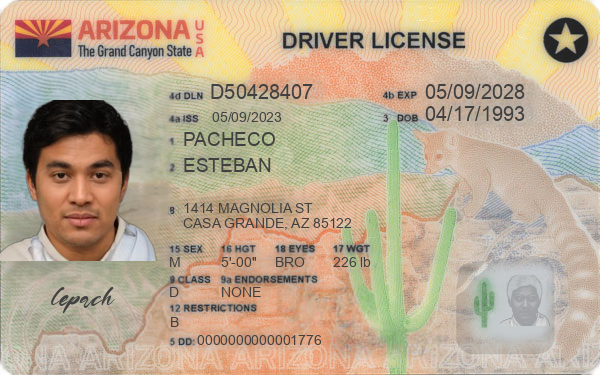 ARIZONA USA
The Grand Canyon State
DRIVER LICENSE
4d DLN D50428407
4b EXP 05/09/2028
4a ISS 05/09/2023
3 DOB 04/17/1993
1 PACHECO
2 ESTEBAN
8 1414 MAGNOLIA ST
CASA GRANDE, AZ 85122
15 SEX 16 HGT 18 EYES 17 WGT
M 5'-00" BRO 226 lb
9 CLASS 9a ENDORSEMENTS
D NONE
12 RESTRICTIONS
B
5 DD: 0000000000001776
Cepach
ARIZONA ARIZONA ARIZONA ARIZONA